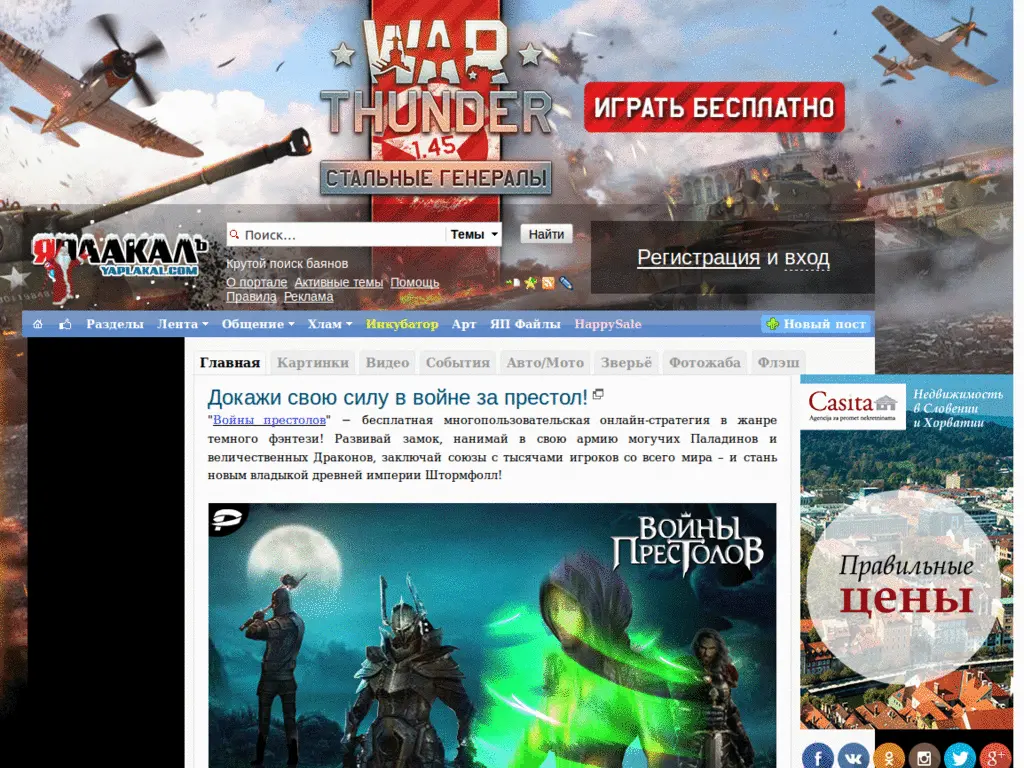 WAR
THUNDER
1.45
СТАЛЬНЫЕ ГЕНЕРАЛЫ
ИГРАТЬ БЕСПЛАТНО
ЯПЛАКАЛЪ
YAPLAKAL.COM
Поиск...
Темы
Найти
Крутой поиск баянов
О портале Активные темы Помощь
Правила Реклама
Регистрация и вход
Разделы Лента Общение Хлам Инкубатор Арт ЯП Файлы HappySale Новый пост
Главная Картинки Видео События Авто/Мото Зверьё Фотожаба Флэш
Докажи свою силу в войне за престол!
"Войны престолов" – бесплатная многопользовательская онлайн-стратегия в жанре
темного фэнтези! Развивай замок, нанимай в свою армию могучих Паладинов и
величественных Драконов, заключай союзы с тысячами игроков со всего мира – и стань
новым владыкой древней империи Штормфолл!
ВОЙНЫ
ПРЕСТОЛОВ
Casita
Agencija za promet nekretninama
Недвижимость
в Словении
и Хорватии
Правильные
цены